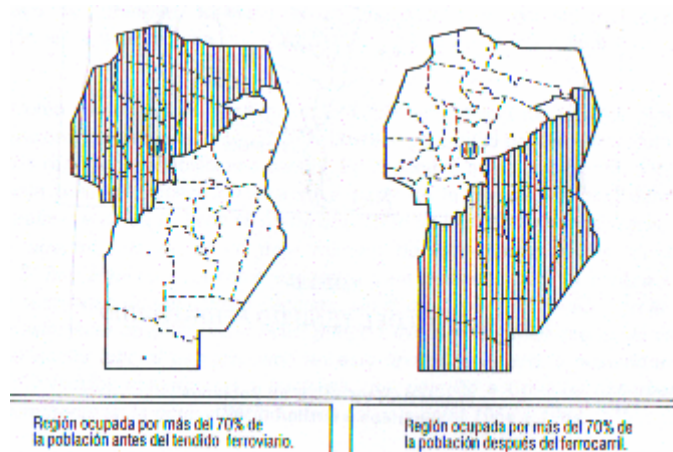 Región ocupada por más del 70% de
la población antes del tendido ferroviario.
Región ocupada por más del 70% de
la población después del ferrocarril.